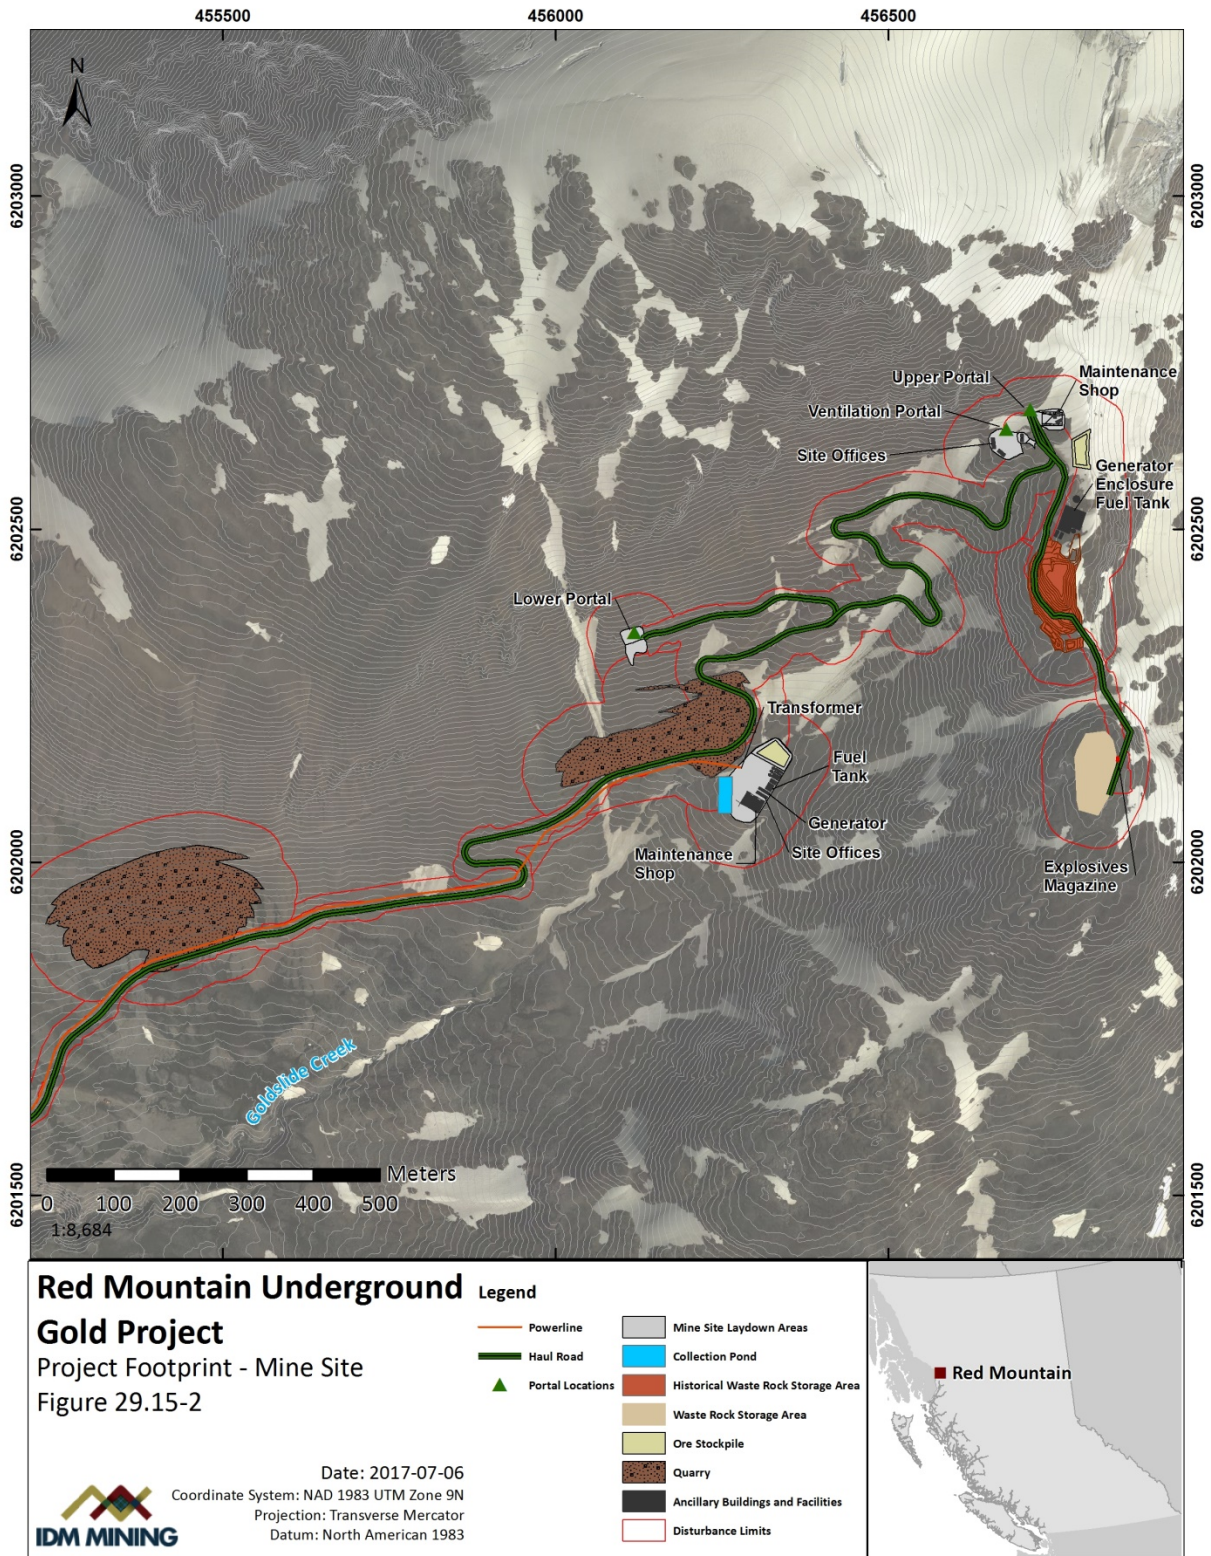 455500
456000
456500
N
6203000
6203000
Upper Portal
Maintenance
Shop
Ventilation Portal
Site Offices
Generator
Enclosure
Fuel Tank
6202500
6202500
Lower Portal
Transformer
Fuel
Tank
Generator
Site Offices
Maintenance
Shop
Explosives
Magazine
6202000
6202000
Goldslide Creek
Meters
0 100 200 300 400 500
1:8,684
6201500
6201500
Red Mountain Underground
Gold Project
Project Footprint - Mine Site
Figure 29.15-2
Date: 2017-07-06
Coordinate System: NAD 1983 UTM Zone 9N
Projection: Transverse Mercator
Datum: North American 1983
IDM MINING
Legend
Powerline
Haul Road
Portal Locations
Mine Site Laydown Areas
Collection Pond
Historical Waste Rock Storage Area
Waste Rock Storage Area
Ore Stockpile
Quarry
Ancillary Buildings and Facilities
Disturbance Limits
Red Mountain